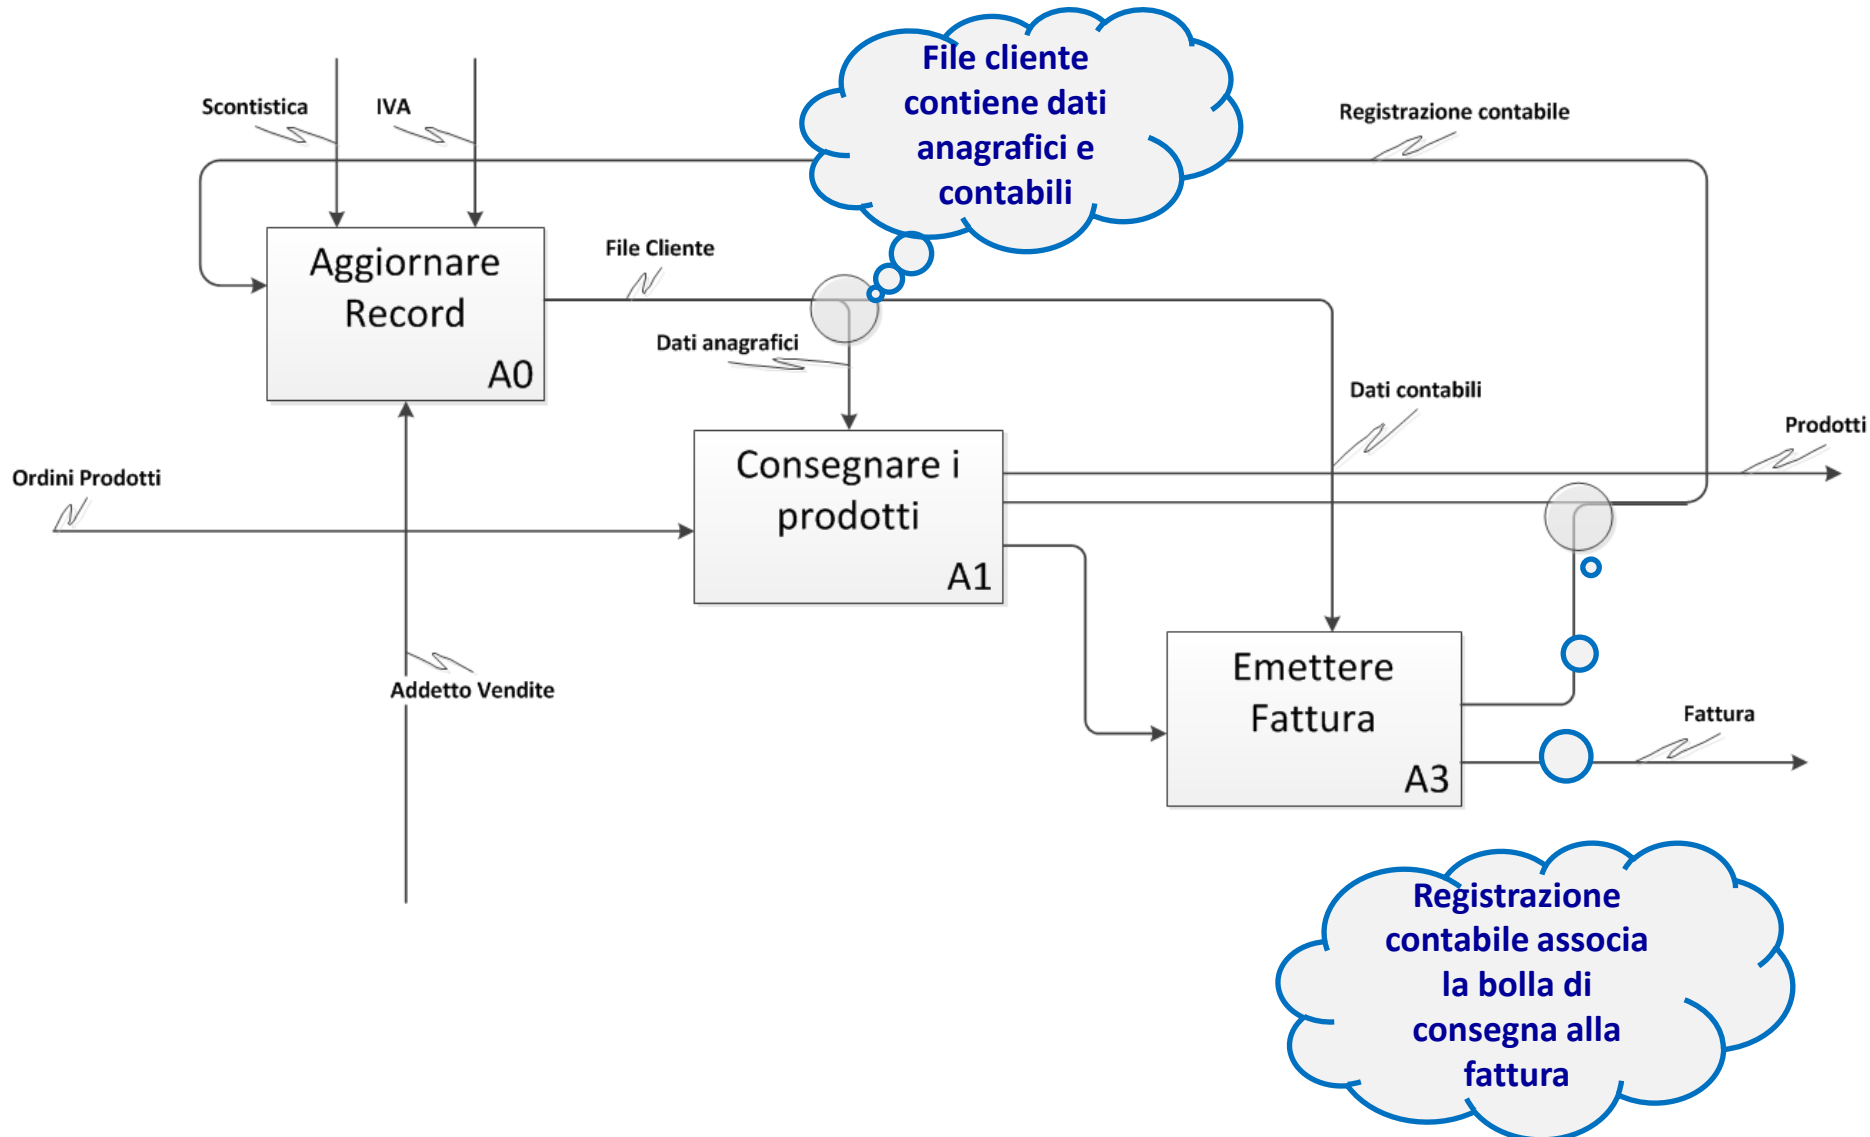 File cliente
contiene dati
anagrafici e
contabili
Scontistica
IVA
Registrazione contabile
Aggiornare
Record
A0
File Cliente
Dati anagrafici
Dati contabili
Prodotti
Ordini Prodotti
Consegnare i
prodotti
A1
Addetto Vendite
Emettere
Fattura
A3
Fattura
Registrazione
contabile associa
la bolla di
consegna alla
fattura